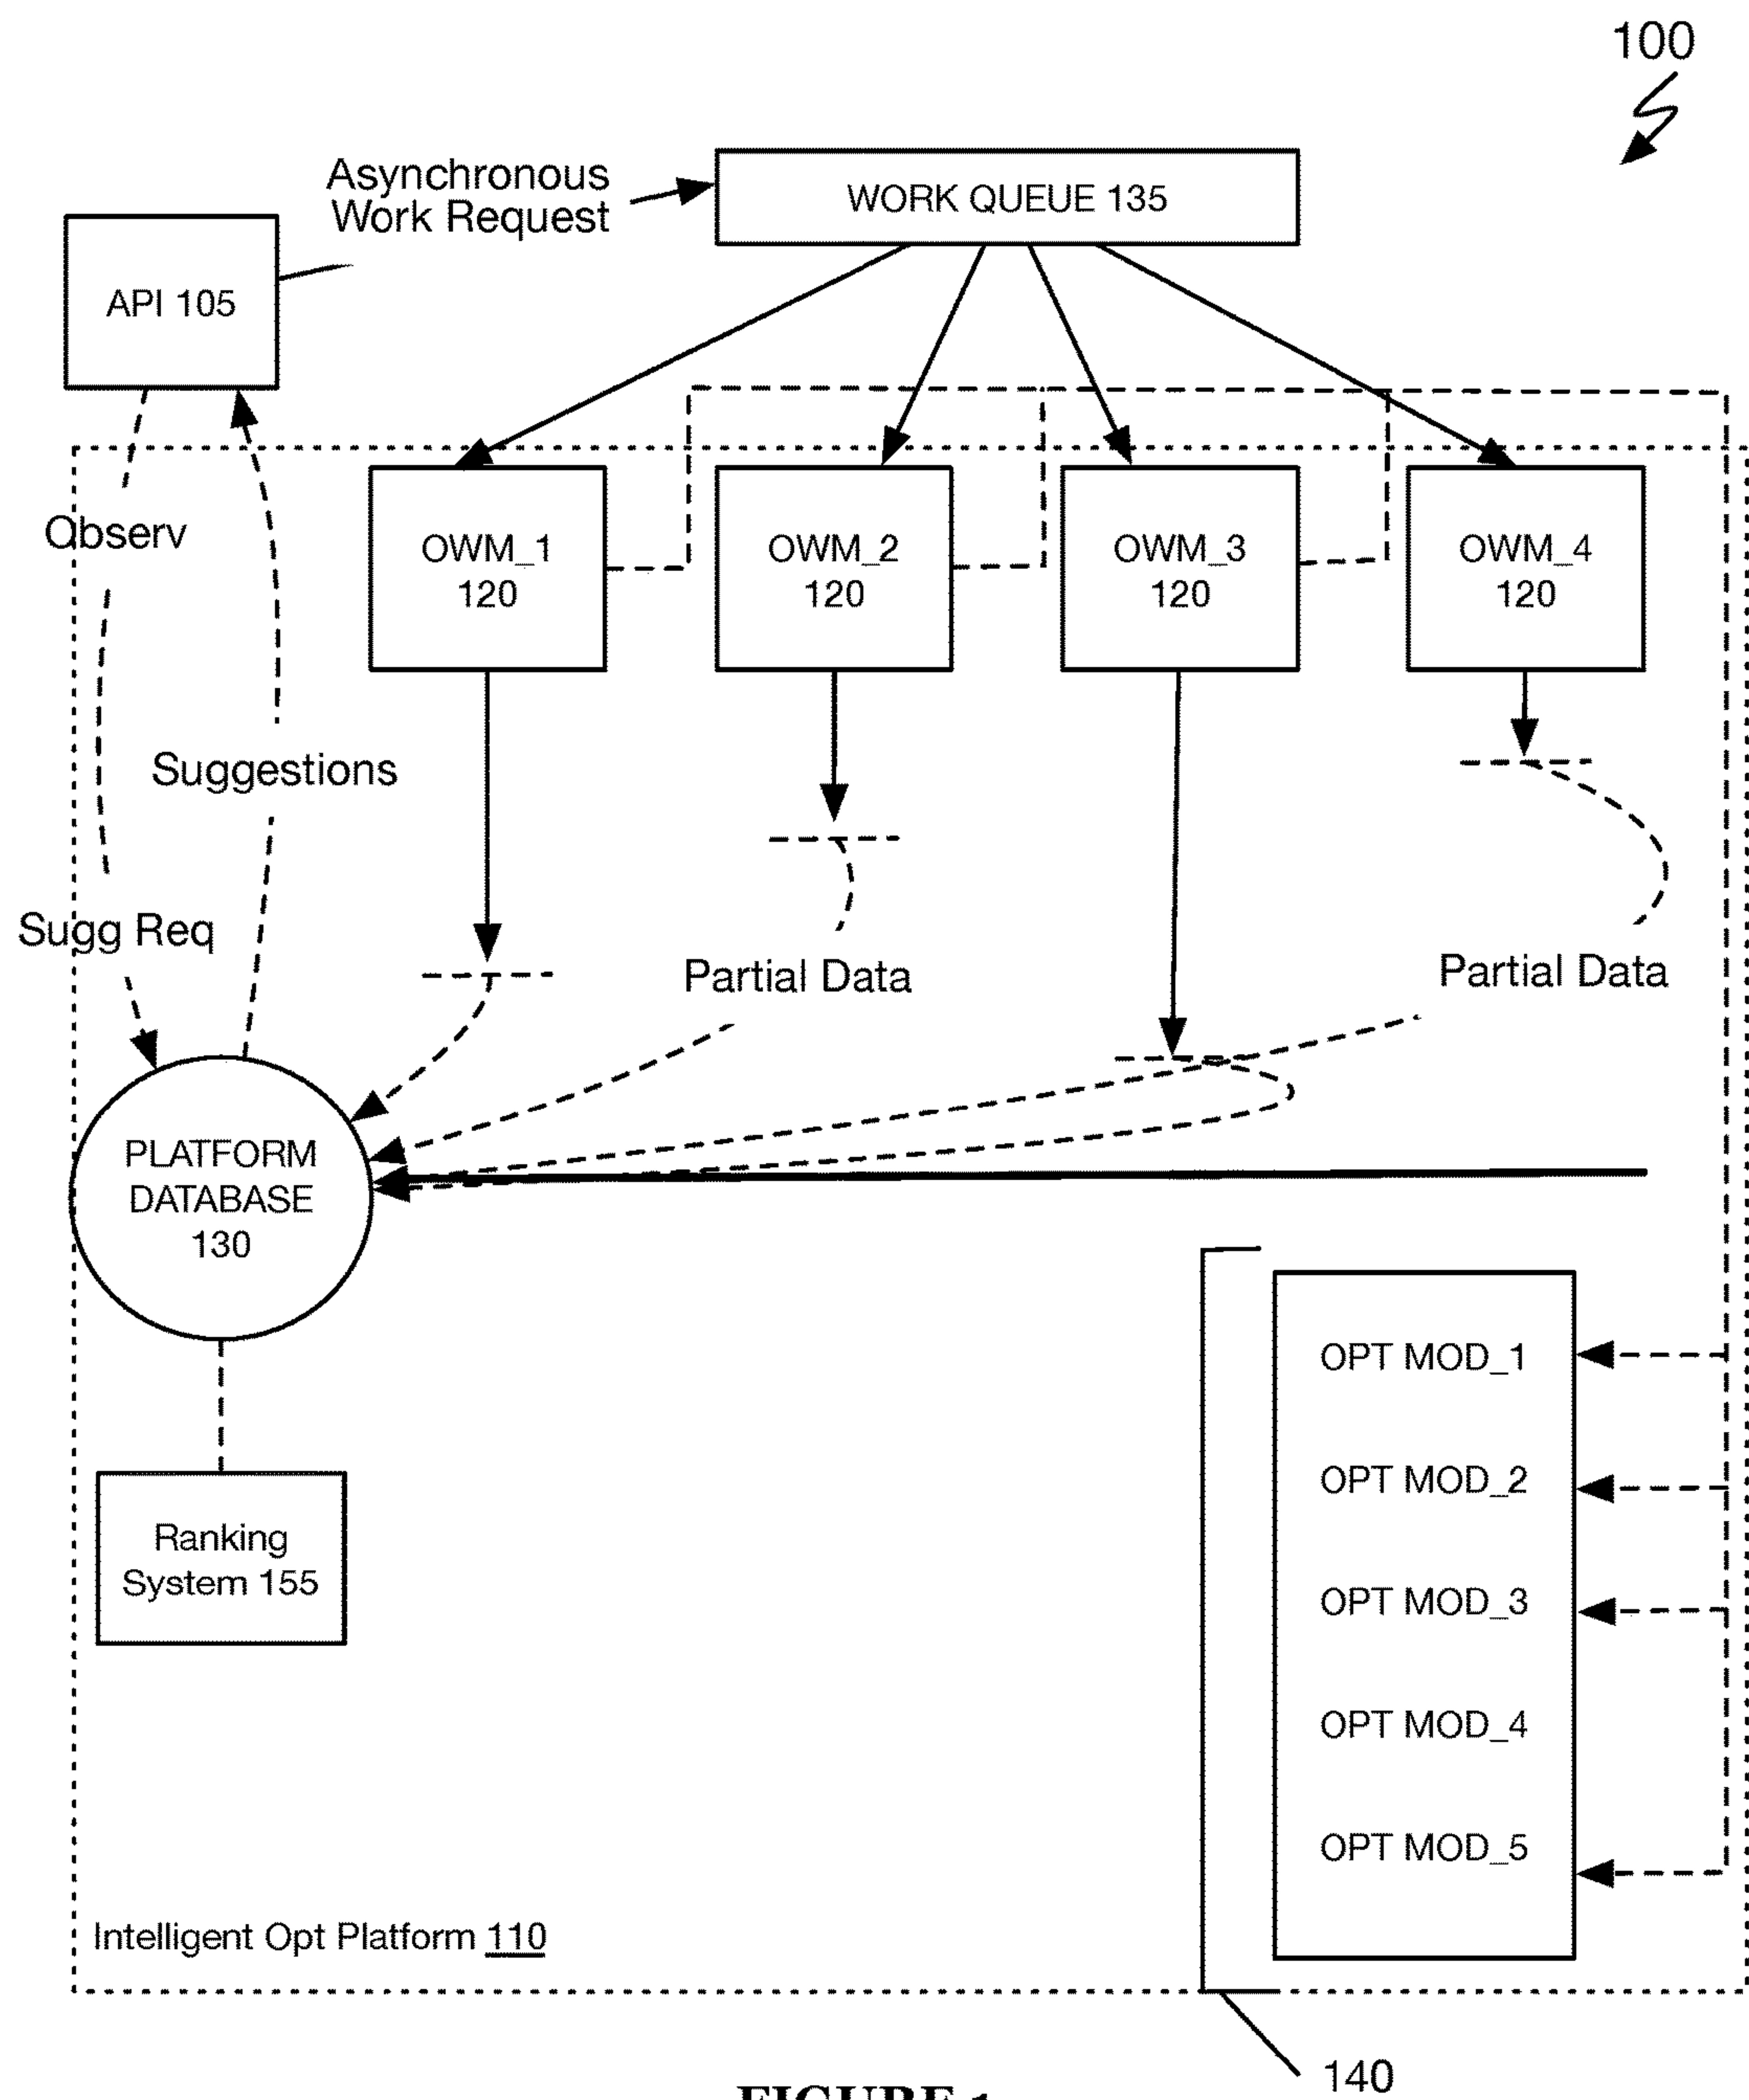 100
Asynchronous
Work Request
WORK QUEUE 135
API 105
Observ
OWM_1
120
OWM_2
120
OWM_3
120
OWM_4
120
Suggestions
Sugg Req
Partial Data
Partial Data
PLATFORM
DATABASE
130
OPT MOD_1
OPT MOD_2
OPT MOD_3
OPT MOD_4
OPT MOD_5
Ranking
System 155
Intelligent Opt Platform 110
140
FIGURE 1